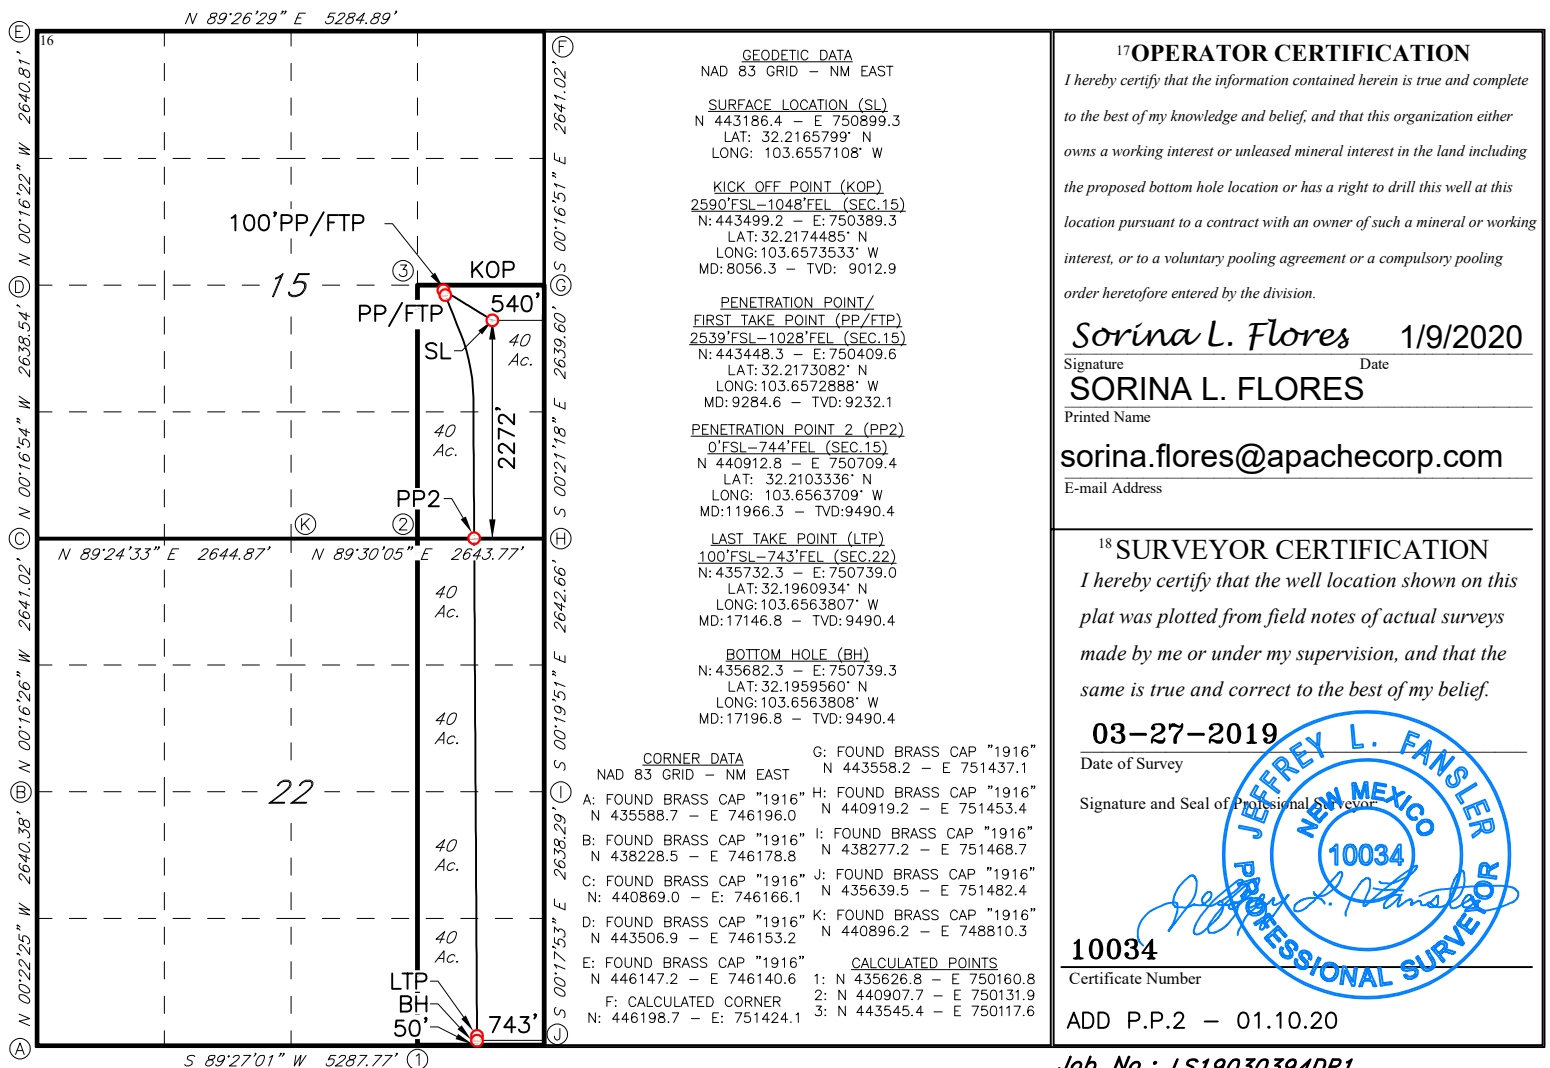 N 89°26'29" E 5284.89'
E
16
F
N 00°16'22" W 2640.81'
S 00°16'51" E 2641.02'
100'PP/FTP
3
KOP
D
15
G
PP/FTP
540'
SL
40
Ac.
N 00°16'54" W 2638.54'
S 00°21'18" E 2639.60'
40
Ac.
2272'
PP2
K
2
C
H
N 89°24'33" E 2644.87' N 89°30'05" E 2643.77'
40
Ac.
N 00°16'26" W 2641.02'
S 00°19'51" E 2642.66'
40
Ac.
B
22
I
40
Ac.
N 00°22'25" W 2640.38'
S 00°17'53" E 2638.29'
40
Ac.
LTP
BH
50'
743'
J
A
S 89°27'01" W 5287.77'
1
GEODETIC DATA
NAD 83 GRID – NM EAST
SURFACE LOCATION (SL)
N 443186.4 – E 750899.3
LAT: 32.2165799° N
LONG: 103.6557108° W
KICK OFF POINT (KOP)
2590'FSL–1048'FEL (SEC.15)
N:443499.2 – E:750389.3
LAT:32.2174485° N
LONG:103.6573533° W
MD:8056.3 – TVD: 9012.9
PENETRATION POINT/
FIRST TAKE POINT (PP/FTP)
2539'FSL–1028'FEL (SEC.15)
N:443448.3 – E:750409.6
LAT:32.2173082° N
LONG:103.6572888° W
MD:9284.6 – TVD:9232.1
PENETRATION POINT 2 (PP2)
0'FSL–744'FEL (SEC.15)
N 440912.8 – E 750709.4
LAT: 32.2103336° N
LONG: 103.6563709° W
MD:11966.3 – TVD:9490.4
LAST TAKE POINT (LTP)
100'FSL–743'FEL (SEC.22)
N:435732.3 – E:750739.0
LAT:32.1960934° N
LONG:103.6563807° W
MD:17146.8 – TVD:9490.4
BOTTOM HOLE (BH)
N:435682.3 – E:750739.3
LAT:32.1959560° N
LONG:103.6563808° W
MD:17196.8 – TVD:9490.4
CORNER DATA
NAD 83 GRID – NM EAST
A: FOUND BRASS CAP "1916"
N 435588.7 – E 746196.0
B: FOUND BRASS CAP "1916"
N 438228.5 – E 746178.8
C: FOUND BRASS CAP "1916"
N: 440869.0 – E: 746166.1
D: FOUND BRASS CAP "1916"
N 443506.9 – E 746153.2
E: FOUND BRASS CAP "1916"
N 446147.2 – E 746140.6
F: CALCULATED CORNER
N: 446198.7 – E: 751424.1
G: FOUND BRASS CAP "1916"
N 443558.2 – E 751437.1
H: FOUND BRASS CAP "1916"
N 440919.2 – E 751453.4
I: FOUND BRASS CAP "1916"
N 438277.2 – E 751468.7
J: FOUND BRASS CAP "1916"
N 435639.5 – E 751482.4
K: FOUND BRASS CAP "1916"
N 440896.2 – E 748810.3
CALCULATED POINTS
1: N 435626.8 – E 750160.8
2: N 440907.7 – E 750131.9
3: N 443545.4 – E 750117.6
17 OPERATOR CERTIFICATION
I hereby certify that the information contained herein is true and complete
to the best of my knowledge and belief, and that this organization either
owns a working interest or unleased mineral interest in the land including
the proposed bottom hole location or has a right to drill this well at this
location pursuant to a contract with an owner of such a mineral or working
interest, or to a voluntary pooling agreement or a compulsory pooling
order heretofore entered by the division.
Sorina L. Flores 1/9/2020
Signature Date
SORINA L. FLORES
Printed Name
sorina.flores@apachecorp.com
E-mail Address
18 SURVEYOR CERTIFICATION
I hereby certify that the well location shown on this
plat was plotted from field notes of actual surveys
made by me or under my supervision, and that the
same is true and correct to the best of my belief.
03–27–2019
Date of Survey
Signature and Seal of Profesional Surveyor:
JEFFREY L. FANSLER
NEW MEXICO
10034
PROFESSIONAL SURVEYOR
Jeffrey L. Fansler
10034
Certificate Number
ADD P.P.2 – 01.10.20
Job No.: LS19030394DR1